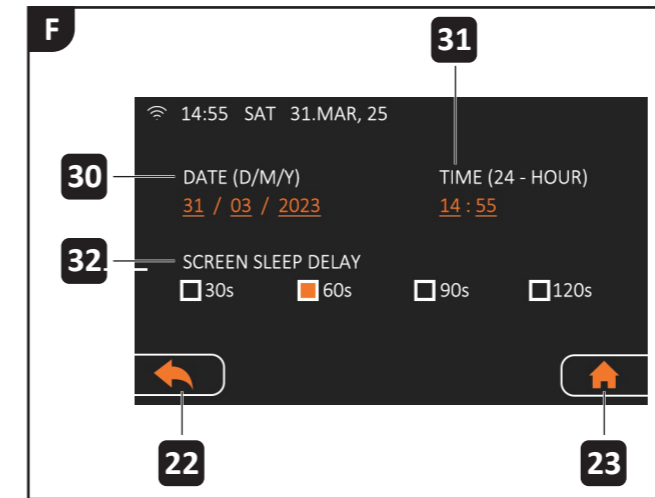 F
31
14:55 SAT 31.MAR, 25
30
DATE (D/M/Y) TIME (24 - HOUR)
31 / 03 / 2023 14 : 55
32
SCREEN SLEEP DELAY
30s 60s 90s 120s
22 23